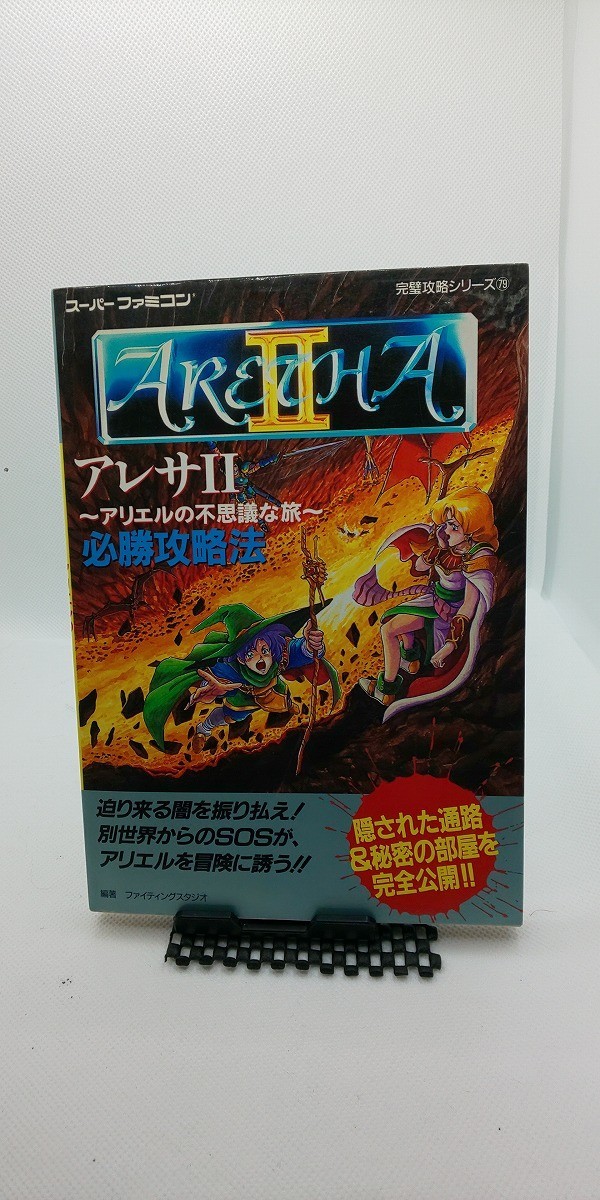 スーパーファミコン®
完璧攻略シリーズ79
ARETHA II
アレサII
〜アリエルの不思議な旅〜
必勝攻略法
迫り来る闇を振り払え!
別世界からのSOSが、
アリエルを冒険に誘う!!
隠された通路
&秘密の部屋を
完全公開!!
編著 ファイティングスタジオ